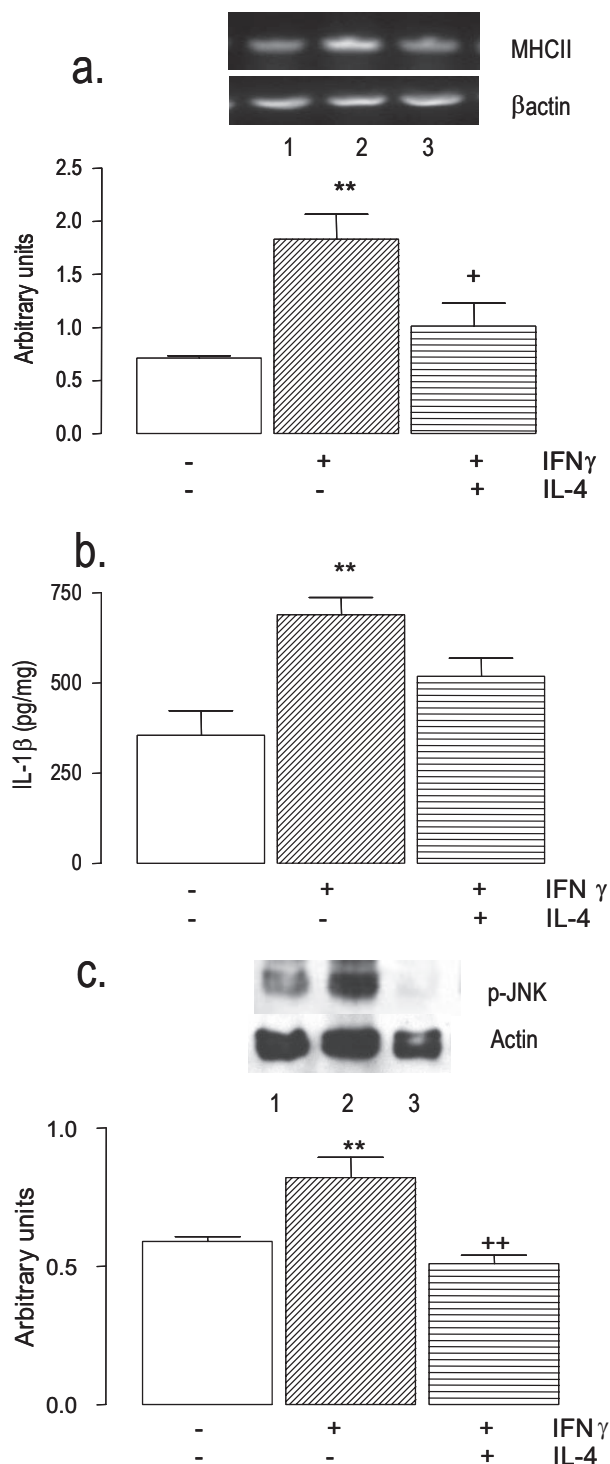 a.
MHCII
βactin
1 2 3
Arbitrary units
2.5
2.0
1.5
1.0
0.5
0.0
**
+
- + + IFNγ
- - + IL-4
b.
IL-1β (pg/mg)
750
500
250
0
**
- + + IFN γ
- - + IL-4
c.
p-JNK
Actin
1 2 3
Arbitrary units
1.0
0.5
0.0
**
++
- + + IFNγ
- - + IL-4